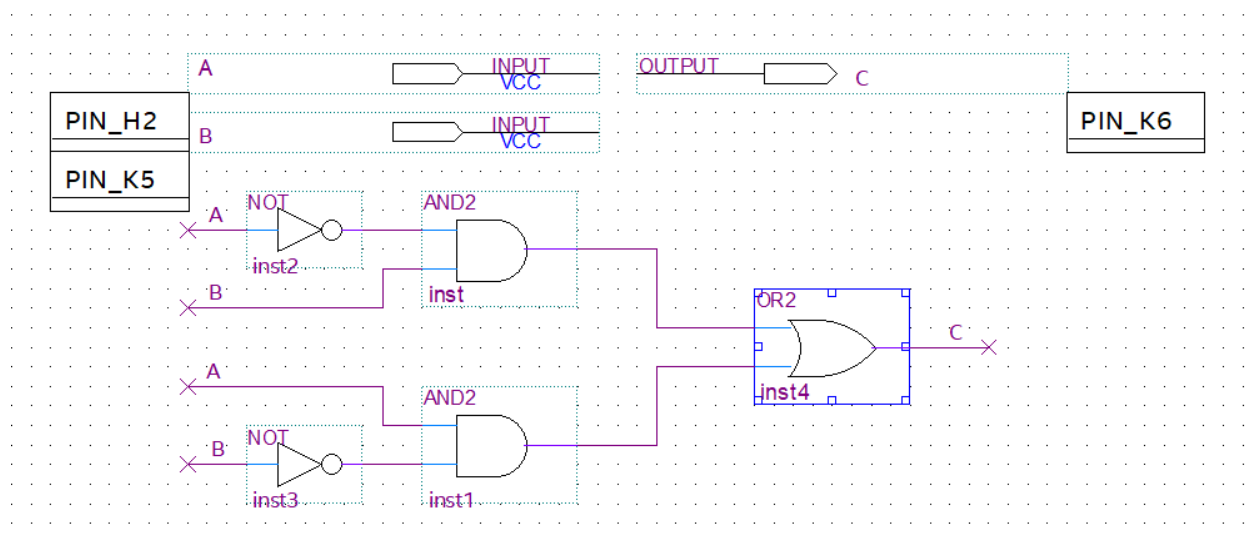 A
INPUT
VCC
OUTPUT
C
PIN_H2
B
INPUT
VCC
PIN_K6
PIN_K5
A
NOT
inst2
AND2
B
inst
OR2
C
inst4
A
AND2
B
NOT
inst3
inst1